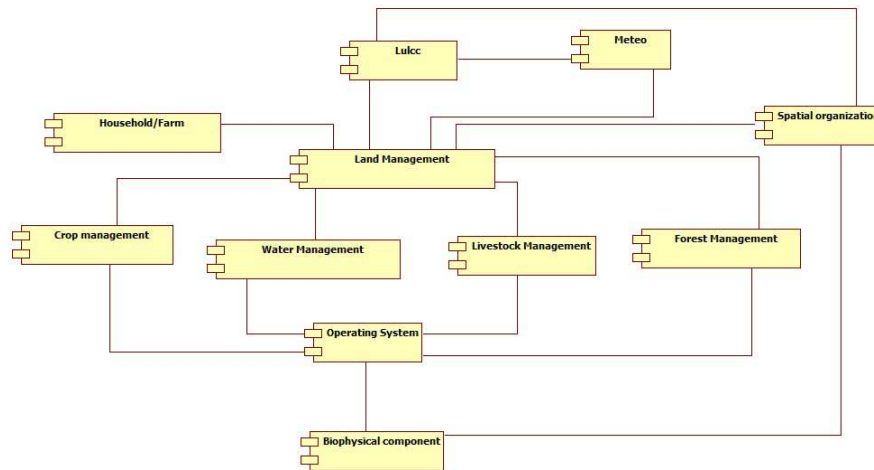 Lulcc
Meteo
Household/Farm
Spatial organization
Land Management
Crop management
Water Management
Livestock Management
Forest Management
Operating System
Biophysical component